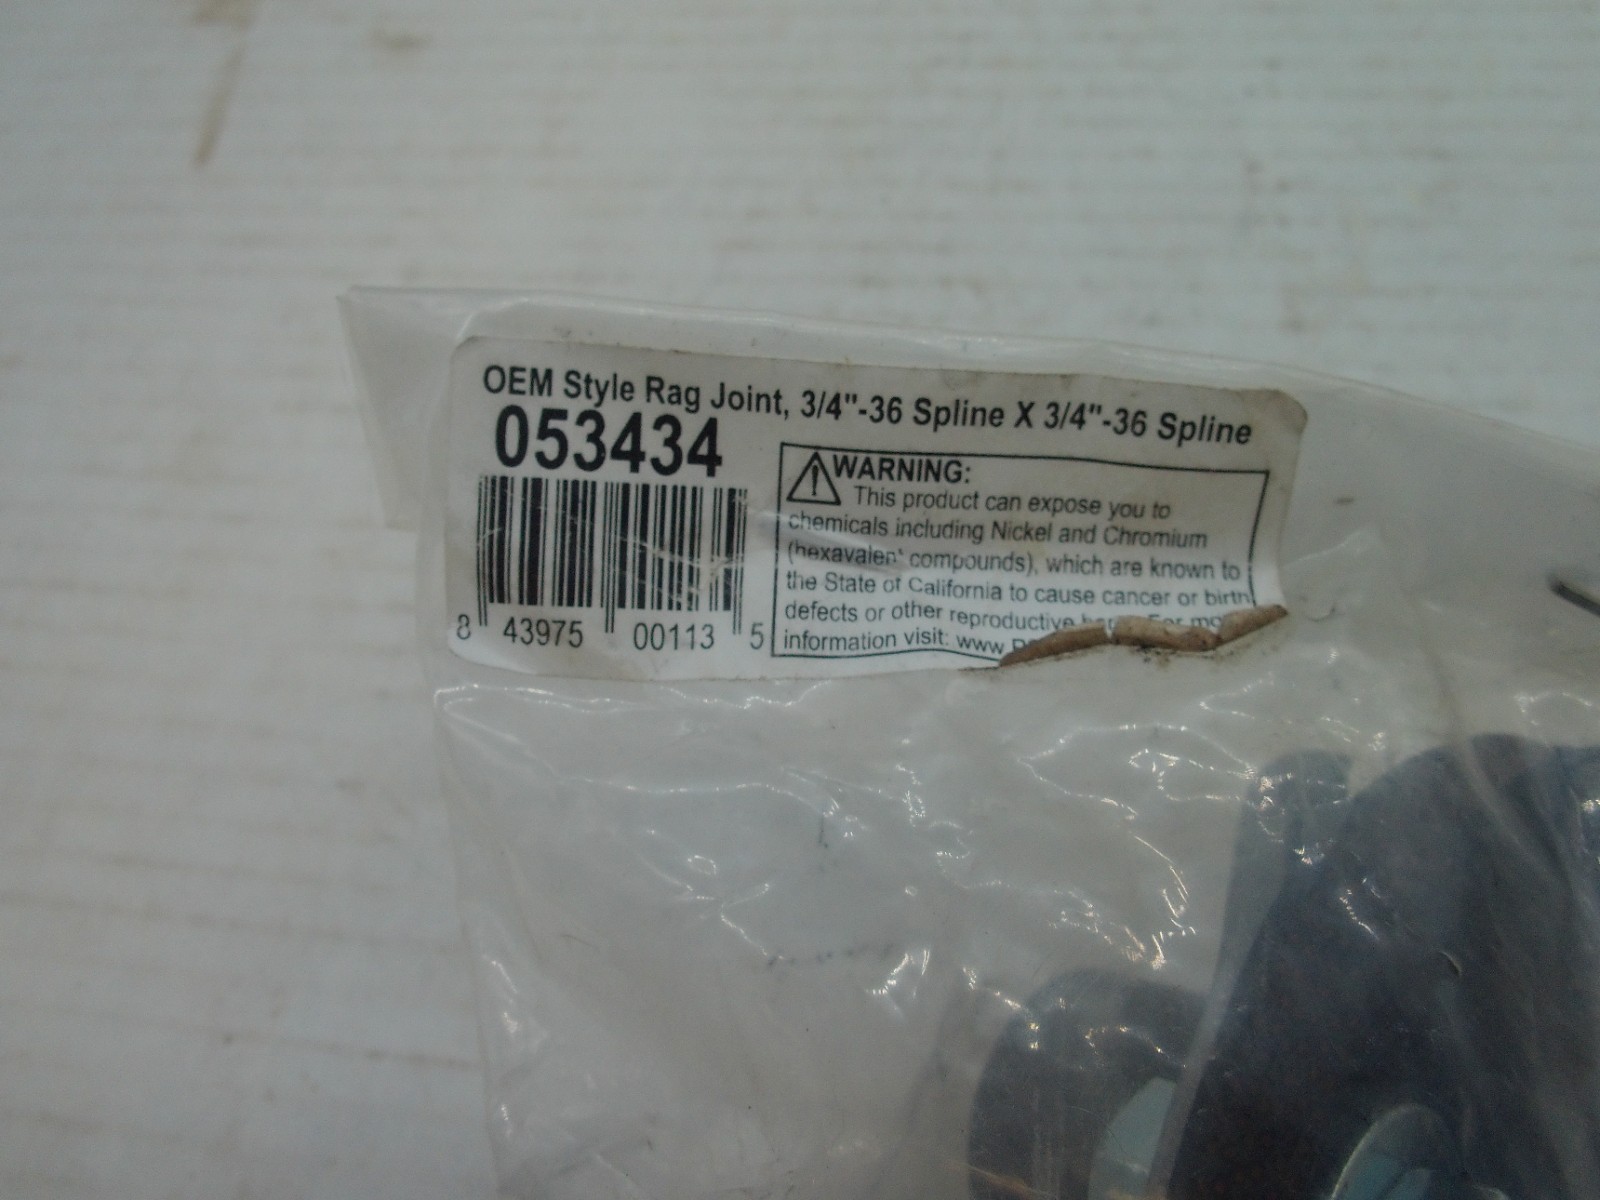 OEM Style Rag Joint, 3/4"-36 Spline X 3/4"-36 Spline
053434
WARNING:
This product can expose you to
chemicals including Nickel and Chromium
(hexavalent compounds), which are known to
the State of California to cause cancer or birth
defects or other reproductive
information visit: www
8 43975 00113 5